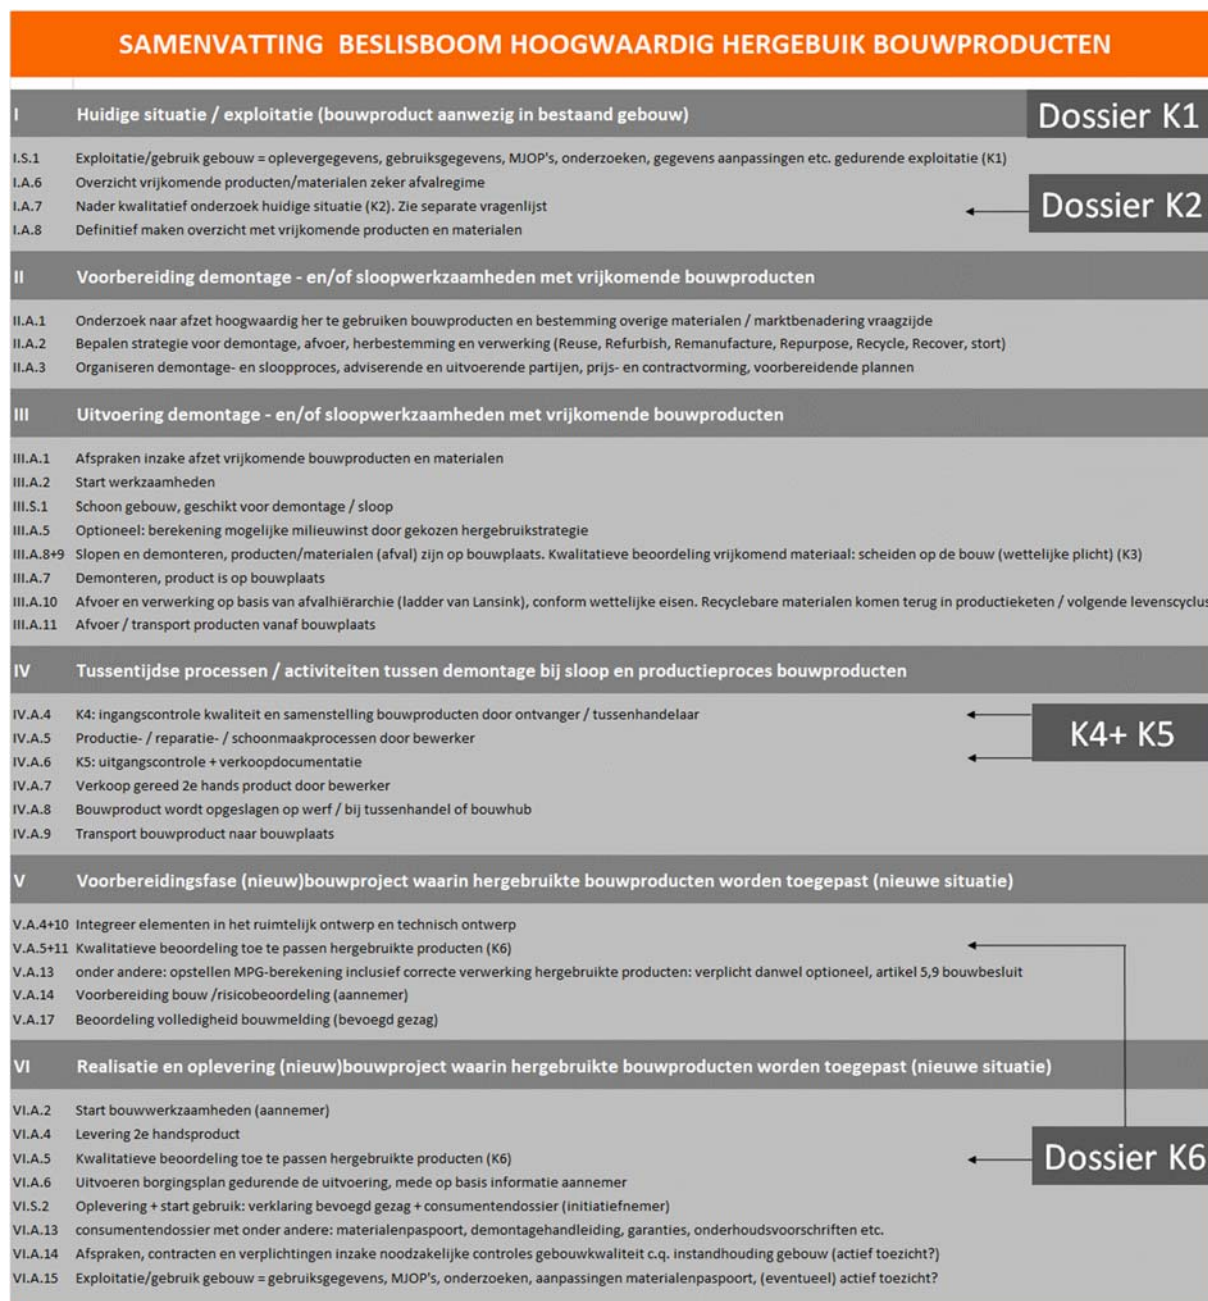 SAMENVATTING BESLISBOOM HOOGWAARDIG HERGEBUIK BOUWPRODUCTEN
I Huidige situatie / exploitatie (bouwproduct aanwezig in bestaand gebouw) Dossier K1
I.S.1 Exploitatie/gebruik gebouw = oplevergegevens, gebruiksgegevens, MJOP's, onderzoeken, gegevens aanpassingen etc. gedurende exploitatie (K1)
I.A.6 Overzicht vrijkomende producten/materialen zeker afvalregime
I.A.7 Nader kwalitatief onderzoek huidige situatie (K2). Zie separate vragenlijst Dossier K2
I.A.8 Definitief maken overzicht met vrijkomende producten en materialen
II Voorbereiding demontage - en/of sloopwerkzaamheden met vrijkomende bouwproducten
II.A.1 Onderzoek naar afzet hoogwaardig her te gebruiken bouwproducten en bestemming overige materialen / marktbenadering vraagzijde
II.A.2 Bepalen strategie voor demontage, afvoer, herbestemming en verwerking (Reuse, Refurbish, Remanufacture, Repurpose, Recycle, Recover, stort)
II.A.3 Organiseren demontage- en sloopproces, adviserende en uitvoerende partijen, prijs- en contractvorming, voorbereidende plannen
III Uitvoering demontage - en/of sloopwerkzaamheden met vrijkomende bouwproducten
III.A.1 Afspraken inzake afzet vrijkomende bouwproducten en materialen
III.A.2 Start werkzaamheden
III.S.1 Schoon gebouw, geschikt voor demontage / sloop
III.A.5 Optioneel: berekening mogelijke milieuwinst door gekozen hergebruikstrategie
III.A.8+9 Slopen en demonteren, producten/materialen (afval) zijn op bouwplaats. Kwalitatieve beoordeling vrijkomend materiaal: scheiden op de bouw (wettelijke plicht) (K3)
III.A.7 Demonteren, product is op bouwplaats
III.A.10 Afvoer en verwerking op basis van afvalhiërarchie (ladder van Lansink), conform wettelijke eisen. Recyclebare materialen komen terug in productieketen / volgende levenscyclus
III.A.11 Afvoer / transport producten vanaf bouwplaats
IV Tussentijdse processen / activiteiten tussen demontage bij sloop en productieproces bouwproducten
IV.A.4 K4: ingangscontrole kwaliteit en samenstelling bouwproducten door ontvanger / tussenhandelaar
IV.A.5 Productie- / reparatie- / schoonmaakprocessen door bewerker K4+ K5
IV.A.6 K5: uitgangscontrole + verkoopdocumentatie
IV.A.7 Verkoop gereed 2e hands product door bewerker
IV.A.8 Bouwproduct wordt opgeslagen op werf / bij tussenhandel of bouwhub
IV.A.9 Transport bouwproduct naar bouwplaats
V Voorbereidingsfase (nieuw)bouwproject waarin hergebruikte bouwproducten worden toegepast (nieuwe situatie)
V.A.4+10 Integreer elementen in het ruimtelijk ontwerp en technisch ontwerp
V.A.5+11 Kwalitatieve beoordeling toe te passen hergebruikte producten (K6)
V.A.13 onder andere: opstellen MPG-berekening inclusief correcte verwerking hergebruikte producten: verplicht danwel optioneel, artikel 5,9 bouwbesluit
V.A.14 Voorbereiding bouw /risicobeoordeling (aannemer)
V.A.17 Beoordeling volledigheid bouwmelding (bevoegd gezag)
VI Realisatie en oplevering (nieuw)bouwproject waarin hergebruikte bouwproducten worden toegepast (nieuwe situatie)
VI.A.2 Start bouwwerkzaamheden (aannemer)
VI.A.4 Levering 2e handsproduct
VI.A.5 Kwalitatieve beoordeling toe te passen hergebruikte producten (K6) Dossier K6
VI.A.6 Uitvoeren borgingsplan gedurende de uitvoering, mede op basis informatie aannemer
VI.S.2 Oplevering + start gebruik: verklaring bevoegd gezag + consumentendossier (initiatiefnemer)
VI.A.13 consumentendossier met onder andere: materialenpaspoort, demontagehandleiding, garanties, onderhoudsvoorschriften etc.
VI.A.14 Afspraken, contracten en verplichtingen inzake noodzakelijke controles gebouwkwaliteit c.q. instandhouding gebouw (actief toezicht?)
VI.A.15 Exploitatie/gebruik gebouw = gebruiksgegevens, MJOP's, onderzoeken, aanpassingen materialenpaspoort, (eventueel) actief toezicht?